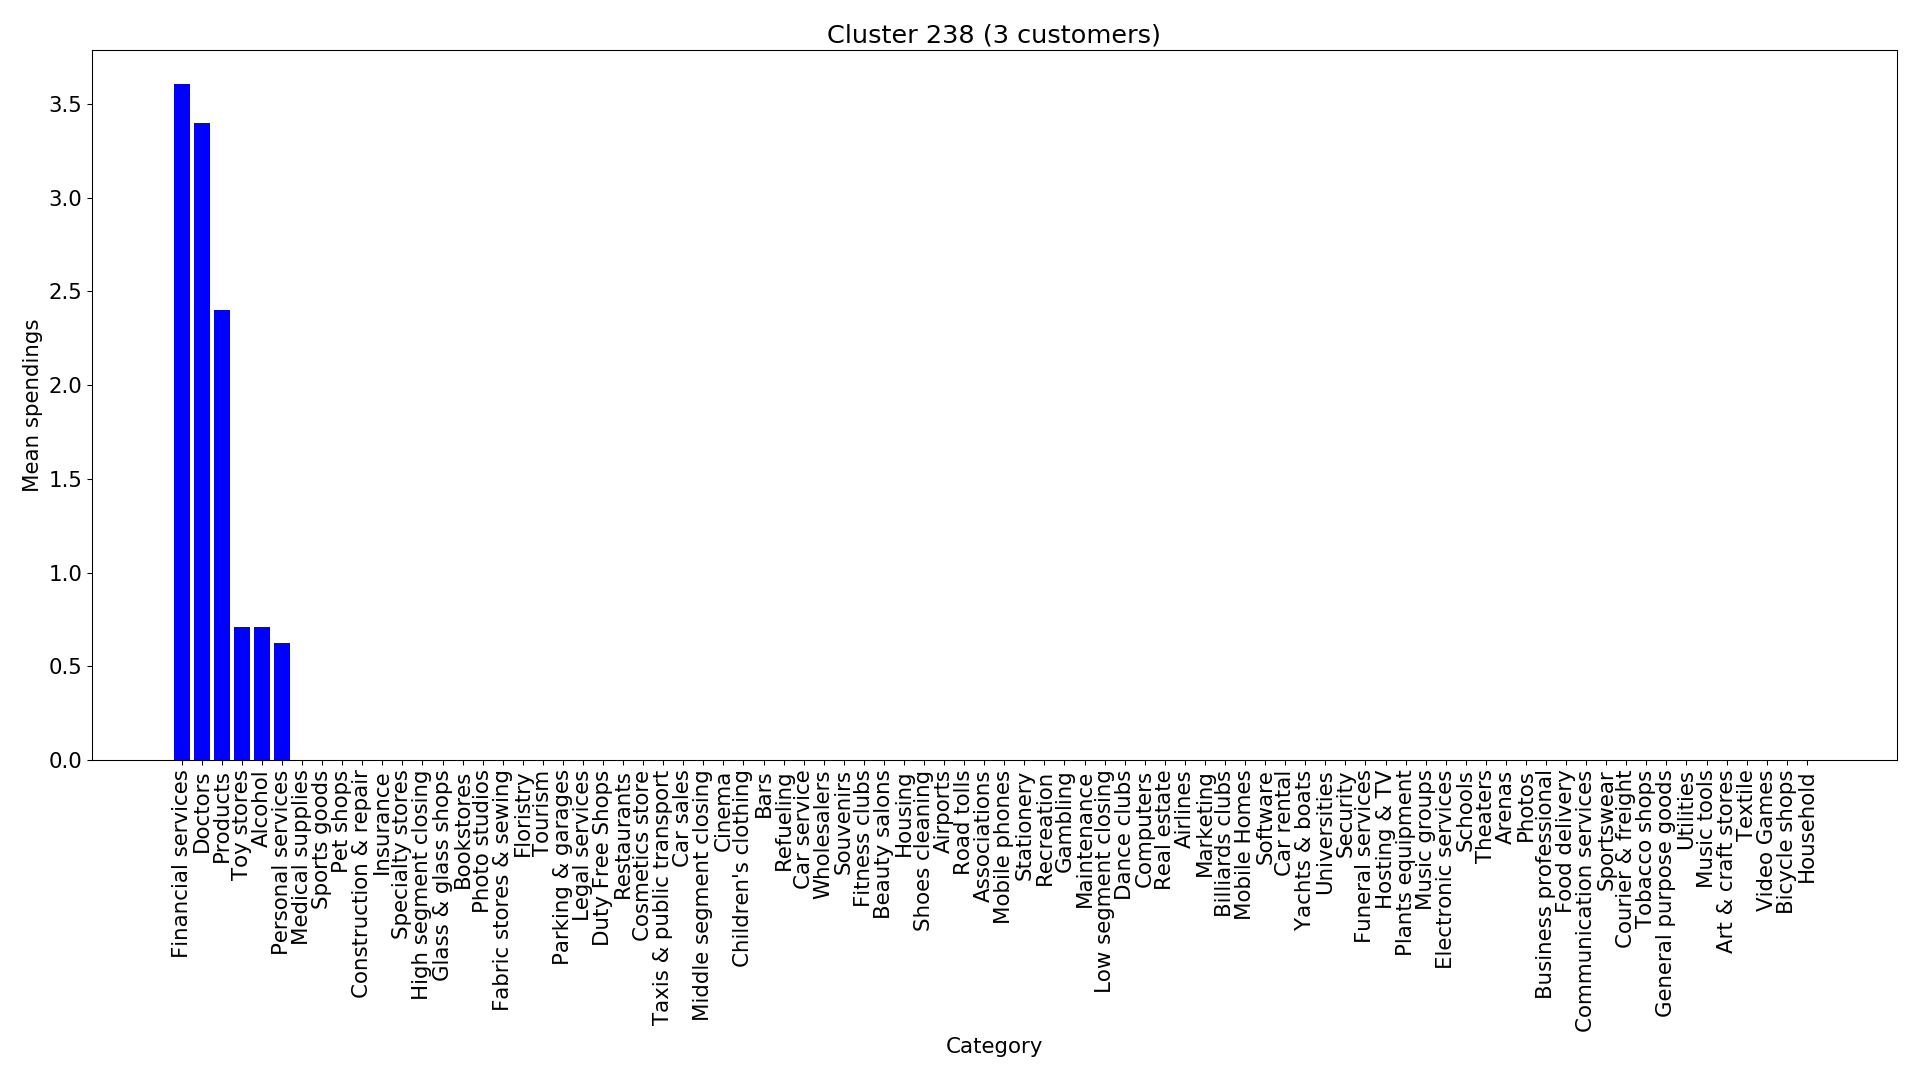 Cluster 238 (3 customers)
Mean spendings
3.5
3.0
2.5
2.0
1.5
1.0
0.5
0.0
Financial services
Doctors
Products
Toy stores
Alcohol
Personal services
Medical supplies
Sports goods
Pet shops
Construction & repair
Insurance
Specialty stores
High segment closing
Glass & glass shops
Bookstores
Photo studios
Fabric stores & sewing
Floristry
Tourism
Parking & garages
Legal services
Duty Free Shops
Restaurants
Cosmetics store
Taxis & public transport
Car sales
Middle segment closing
Cinema
Children's clothing
Bars
Refueling
Car service
Wholesalers
Souvenirs
Fitness clubs
Beauty salons
Housing
Shoes cleaning
Airports
Road tolls
Associations
Mobile phones
Stationery
Recreation
Gambling
Maintenance
Low segment closing
Dance clubs
Computers
Real estate
Airlines
Marketing
Billiards clubs
Mobile Homes
Software
Car rental
Yachts & boats
Universities
Security
Funeral services
Hosting & TV
Plants equipment
Music groups
Electronic services
Schools
Theaters
Arenas
Photos
Business professional
Food delivery
Communication services
Sportswear
Courier & freight
Tobacco shops
General purpose goods
Utilities
Music tools
Art & craft stores
Textile
Video Games
Bicycle shops
Household
Category